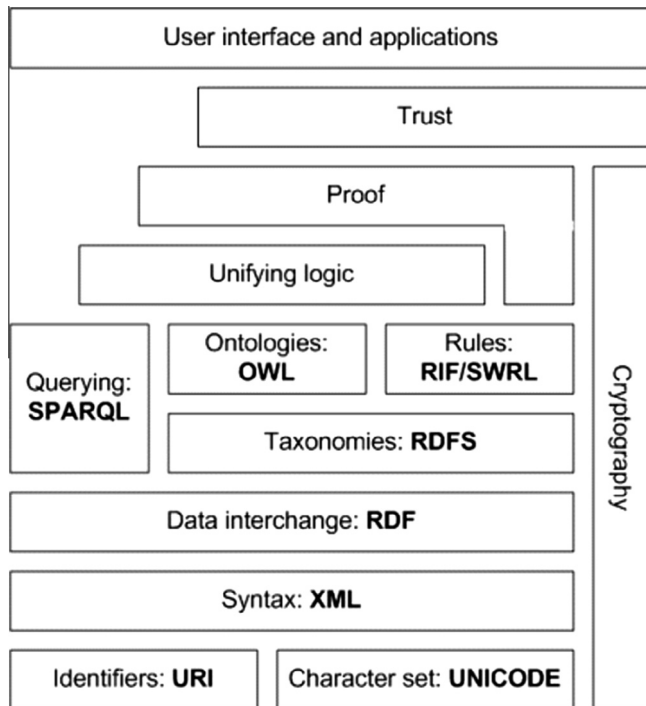 User interface and applications
Trust
Proof
Unifying logic
Querying:
SPARQL
Ontologies:
OWL
Rules:
RIF/SWRL
Taxonomies: RDFS
Data interchange: RDF
Syntax: XML
Identifiers: URI
Character set: UNICODE
Cryptography